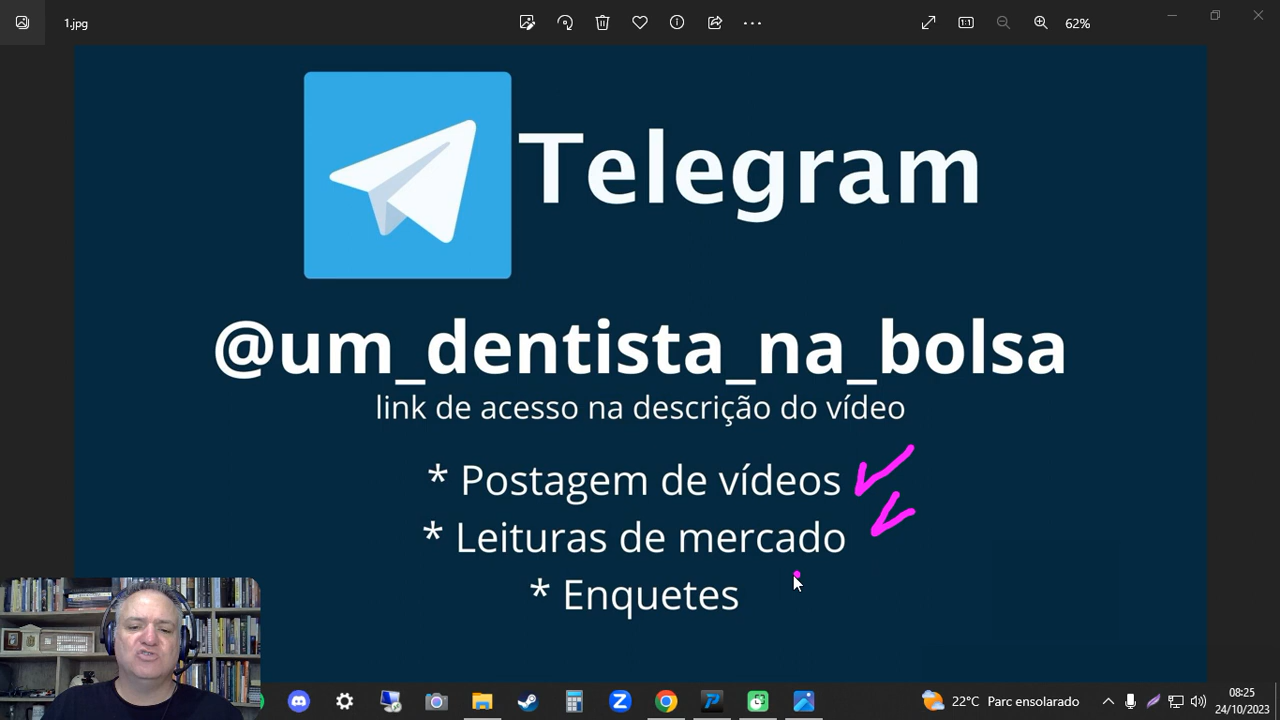 1.jpg
62%
Telegram
@um_dentista_na_bolsa
link de acesso na descrição do vídeo
* Postagem de vídeos
* Leituras de mercado
* Enquetes
22°C Parc ensolarado
08:25
24/10/2023